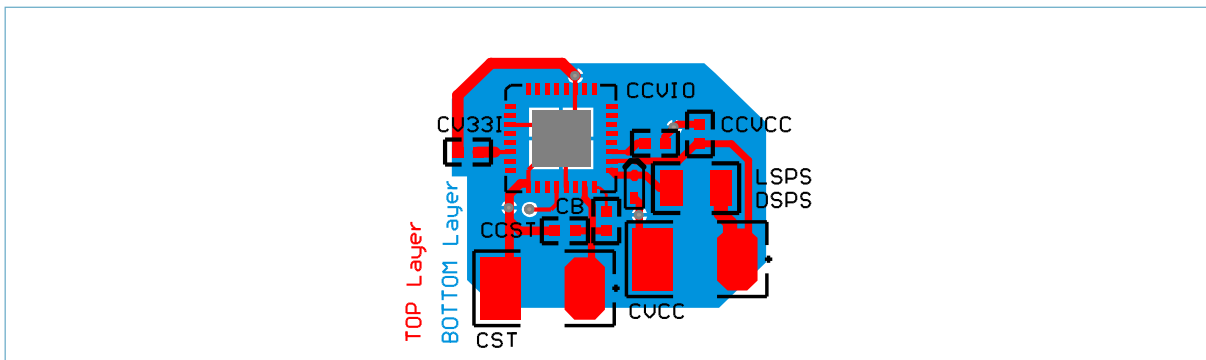 CCVIO
CV33I
CCVCC
LSPS
DSPS
CB
CCST
CVCC
CST
TOP Layer
BOTTOM Layer